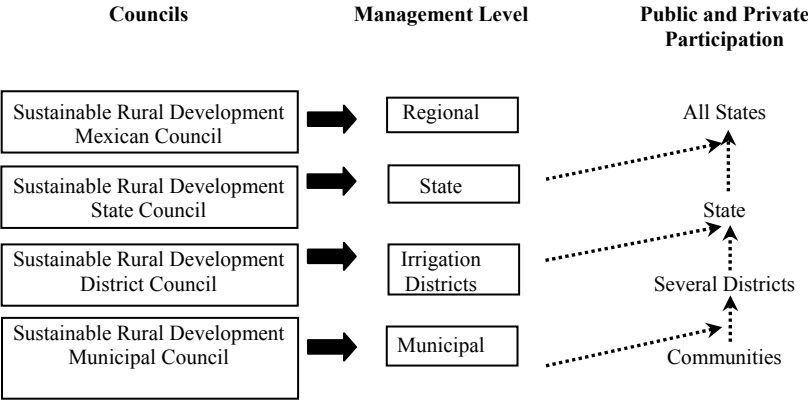 Councils
Management Level
Public and Private
Participation
Sustainable Rural Development
Mexican Council
Regional
All States
Sustainable Rural Development
State Council
State
State
Sustainable Rural Development
District Council
Irrigation
Districts
Several Districts
Sustainable Rural Development
Municipal Council
Municipal
Communities